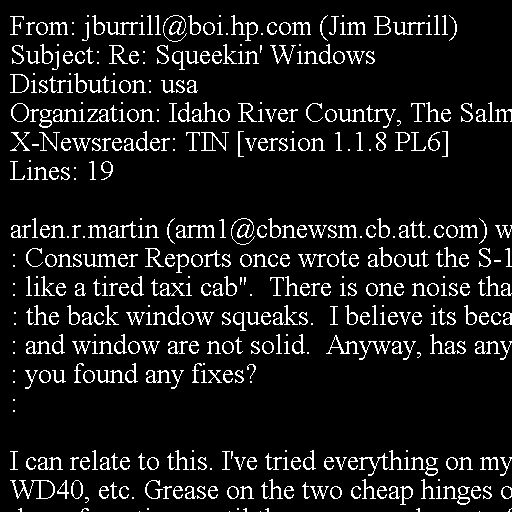 From: jburrill@boi.hp.com (Jim Burrill)
Subject: Re: Squeekin' Windows
Distribution: usa
Organization: Idaho River Country, The Salm
X-Newsreader: TIN [version 1.1.8 PL6]
Lines: 19

arlen.r.martin (arm1@cbnewsm.cb.att.com) w
: Consumer Reports once wrote about the S-1
: like a tired taxi cab".  There is one noise tha
: the back window squeaks.  I believe its beca
: and window are not solid.  Anyway, has any
: you found any fixes?
:

I can relate to this. I've tried everything on my
WD40, etc. Grease on the two cheap hinges o